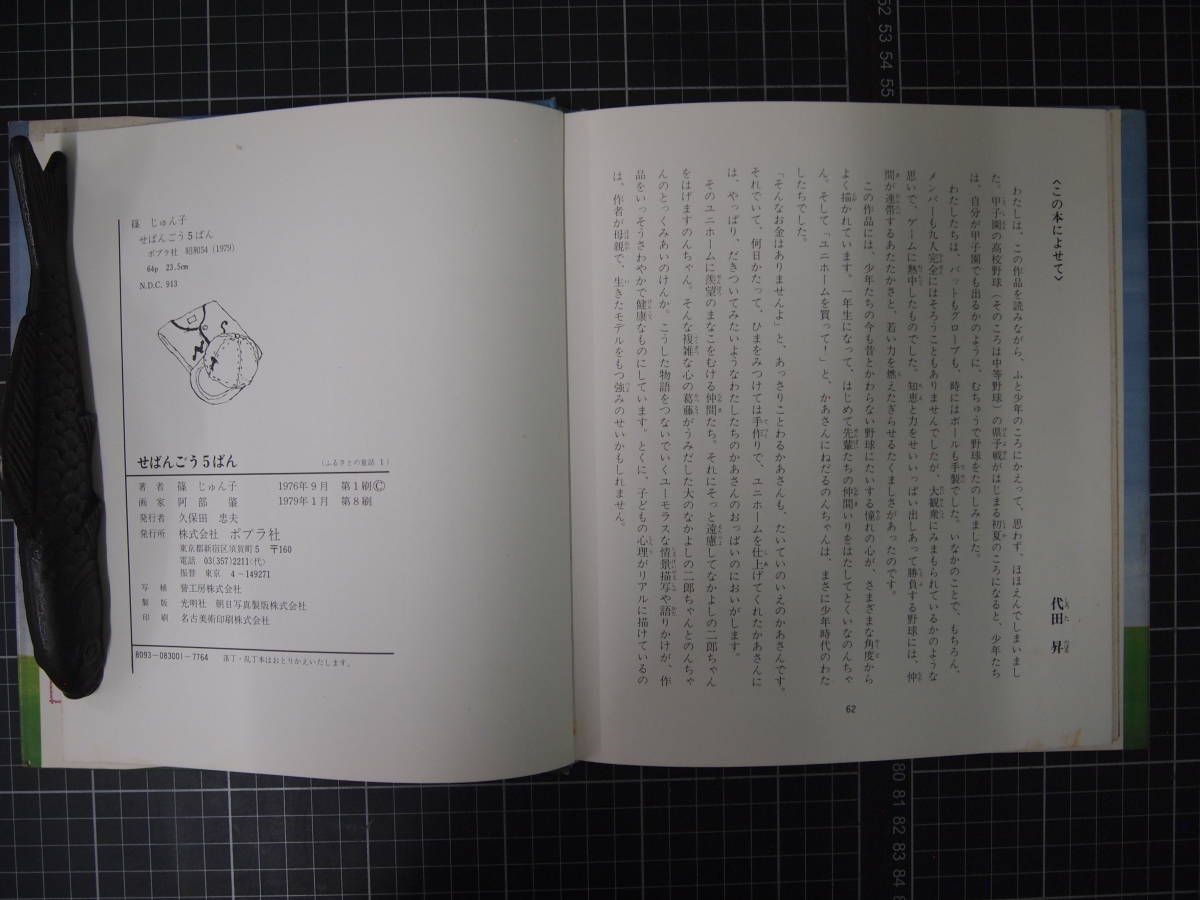 〈この本によせて〉
代田　昇
わたしは、この作品を読みながら、ふと少年のころにかえって、思わず、ほほえんでしまいまし
た。甲子園の高校野球（そのころは中等野球）の県予戦がはじまる初夏のころになると、少年たち
は、自分が甲子園でも出るかのように、むちゅうで野球をたのしみました。
わたしたちは、バットもグローブも、時にはボールも手製でした。いなかのことで、もちろん、
メンバーも九人完全にはそろうこともありませんでしたが、大観衆にみまもられているかのような
思いで、ゲームに熱中したものでした。知恵と力をせいいっぱい出しあって勝負する野球には、仲
間が連帯するあたたかさと、若い力を燃えたぎらせるたくましさがあったのです。
この作品には、少年たちの今も昔とかわらない野球にたいする憧れの心が、さまざまな角度から
よく描かれています。一年生になって、はじめて先輩たちの仲間いりをはたしてとくいなのんちゃ
ん。そして「ユニホームを買って！」と、かあさんにねだるのんちゃんは、まさに少年時代のわた
したちでした。
「そんなお金はありませんよ」と、あっさりことわるかあさんも、たいていのいえのかあさんです。
それでいて、何日かたって、ひまをみつけては手作りで、ユニホームを仕上げてくれたかあさんに
は、やっぱり、だきついてみたいようなわたしたちのかあさんのおっぱいのにおいがします。
そのユニホームに羨望のまなこをむける仲間たち。それにそっと遠慮してなかよしの二郎ちゃん
をはげますのんちゃん。そんな複雑な心の葛藤がうみだした大のなかよしの二郎ちゃんとのんちゃ
んのとっくみあいのけんか。こうした物語をつないでいくユーモラスな情景描写や語りかけが、作
品をいっそうさわやかで健康なものにしています。とくに、子どもの心理がリアルに描けているの
は、作者が母親で、生きたモデルをもつ強みのせいかもしれません。
62
篠　じゅん子
せばんごう5ばん
ポプラ社　昭和54（1979）
64p　23.5cm
N.D.C. 913
せばんごう5ばん　（ふるさとの童話 1）
著者　篠　じゅん子　1976年9月　第1刷Ⓒ
画家　阿部　肇　1979年1月　第8刷
発行者　久保田　忠夫
発行所　株式会社　ポプラ社
東京都新宿区須賀町5　〒160
電話　03(357)2211(代)
振替　東京　4－149271
写植　蛍工房株式会社
製版　光明社　朝日写真製版株式会社
印刷　名古美術印刷株式会社
8093－083001－7764　落丁・乱丁本はおとりかえいたします。
52
53
54
55
80
81
82
83
84